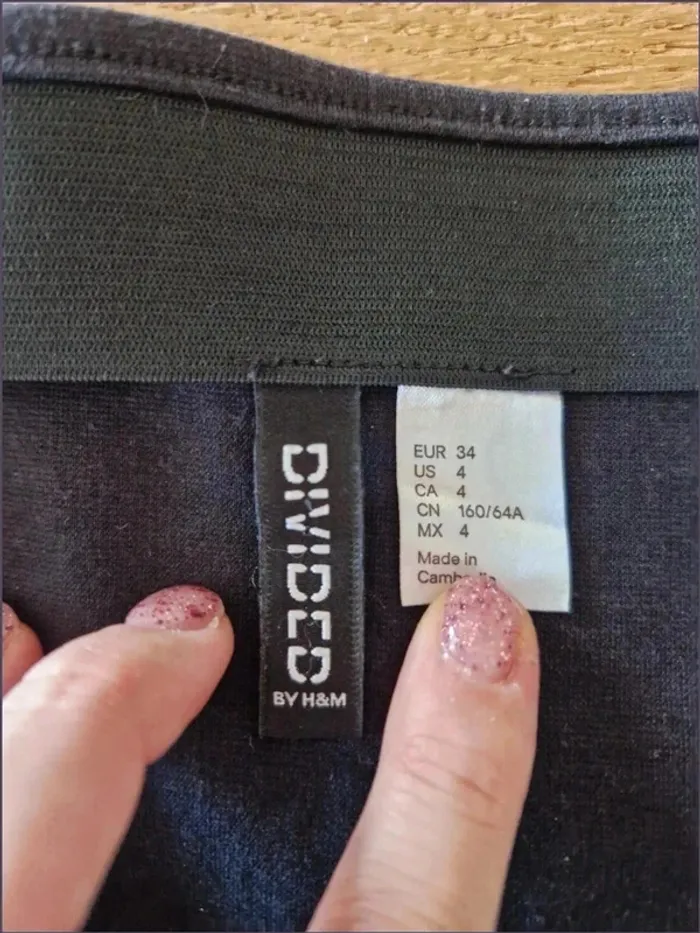 DIVIDED
BY H&M
EUR 34
US 4
CA 4
CN 160/64A
MX 4
Made in